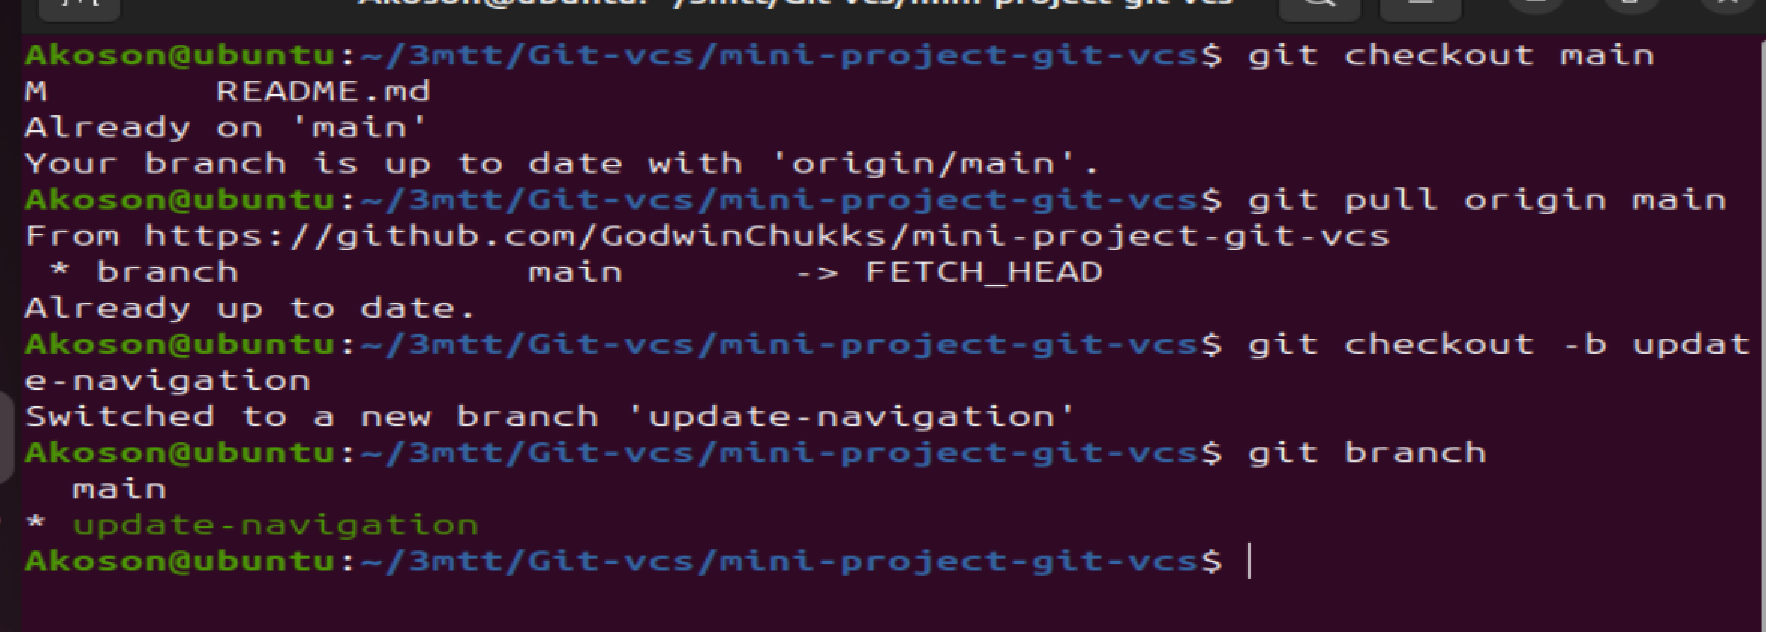 Akoson@ubuntu: ~/3mtt/Git-vcs/mini-project-git-vcs
Akoson@ubuntu:~/3mtt/Git-vcs/mini-project-git-vcs$ git checkout main
M       README.md
Already on 'main'
Your branch is up to date with 'origin/main'.
Akoson@ubuntu:~/3mtt/Git-vcs/mini-project-git-vcs$ git pull origin main
From https://github.com/GodwinChukks/mini-project-git-vcs
 * branch            main       -> FETCH_HEAD
Already up to date.
Akoson@ubuntu:~/3mtt/Git-vcs/mini-project-git-vcs$ git checkout -b updat
e-navigation
Switched to a new branch 'update-navigation'
Akoson@ubuntu:~/3mtt/Git-vcs/mini-project-git-vcs$ git branch
  main
* update-navigation
Akoson@ubuntu:~/3mtt/Git-vcs/mini-project-git-vcs$